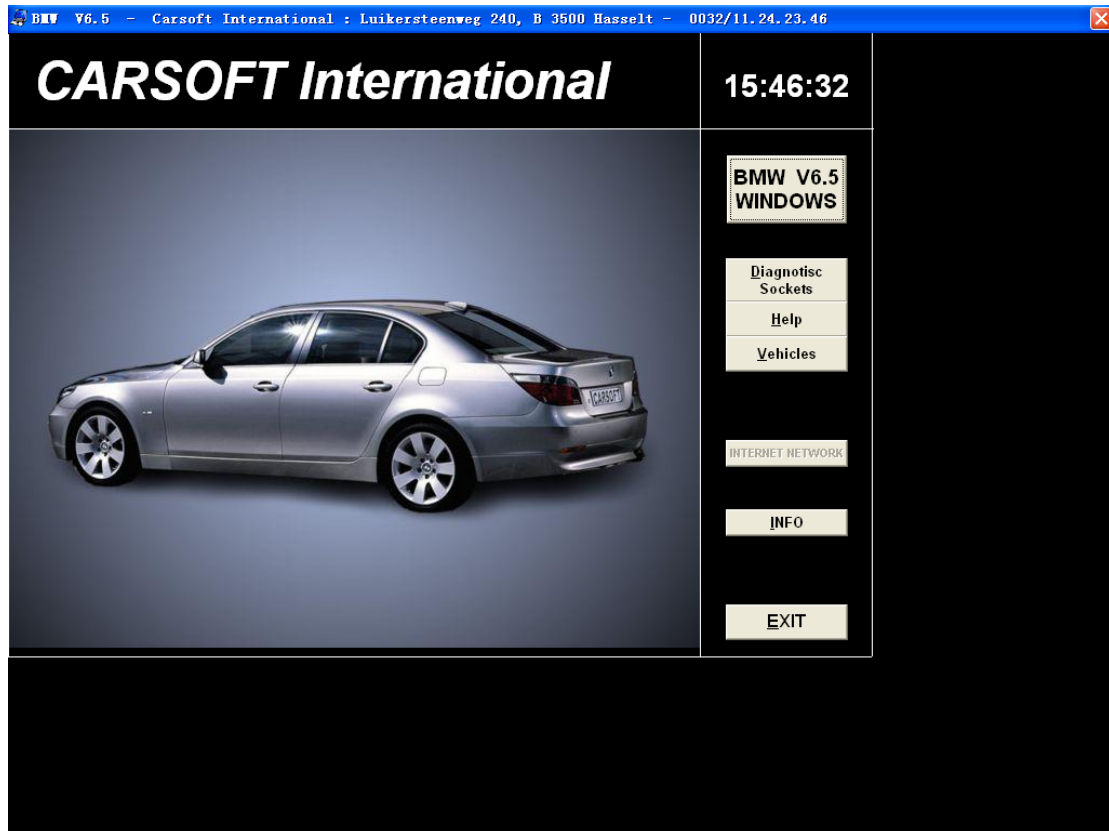 BMW V6.5 - Carsoft International : Luikersteenweg 240, B 3500 Hasselt - 0032/11.24.23.46
CARSOFT International
15:46:32
BMW V6.5
WINDOWS
Diagnotisc
Sockets
Help
Vehicles
CARSOFT
INTERNET NETWORK
INFO
EXIT